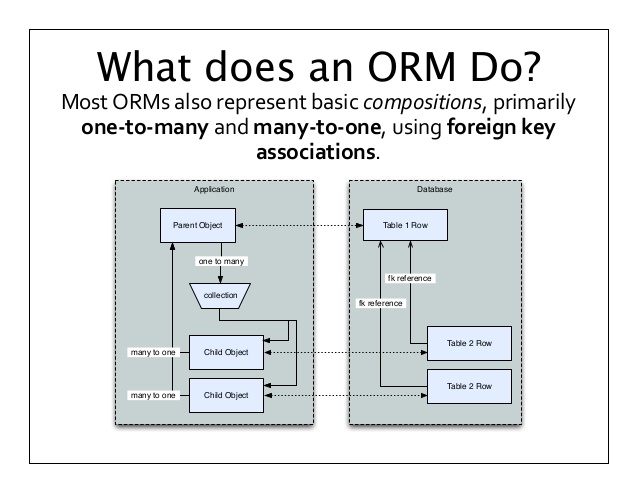 What does an ORM Do?
Most ORMs also represent basic compositions, primarily
one-to-many and many-to-one, using foreign key
associations.
Application
Database
Parent Object
Table 1 Row
one to many
fk reference
collection
fk reference
many to one
Child Object
Table 2 Row
many to one
Child Object
Table 2 Row